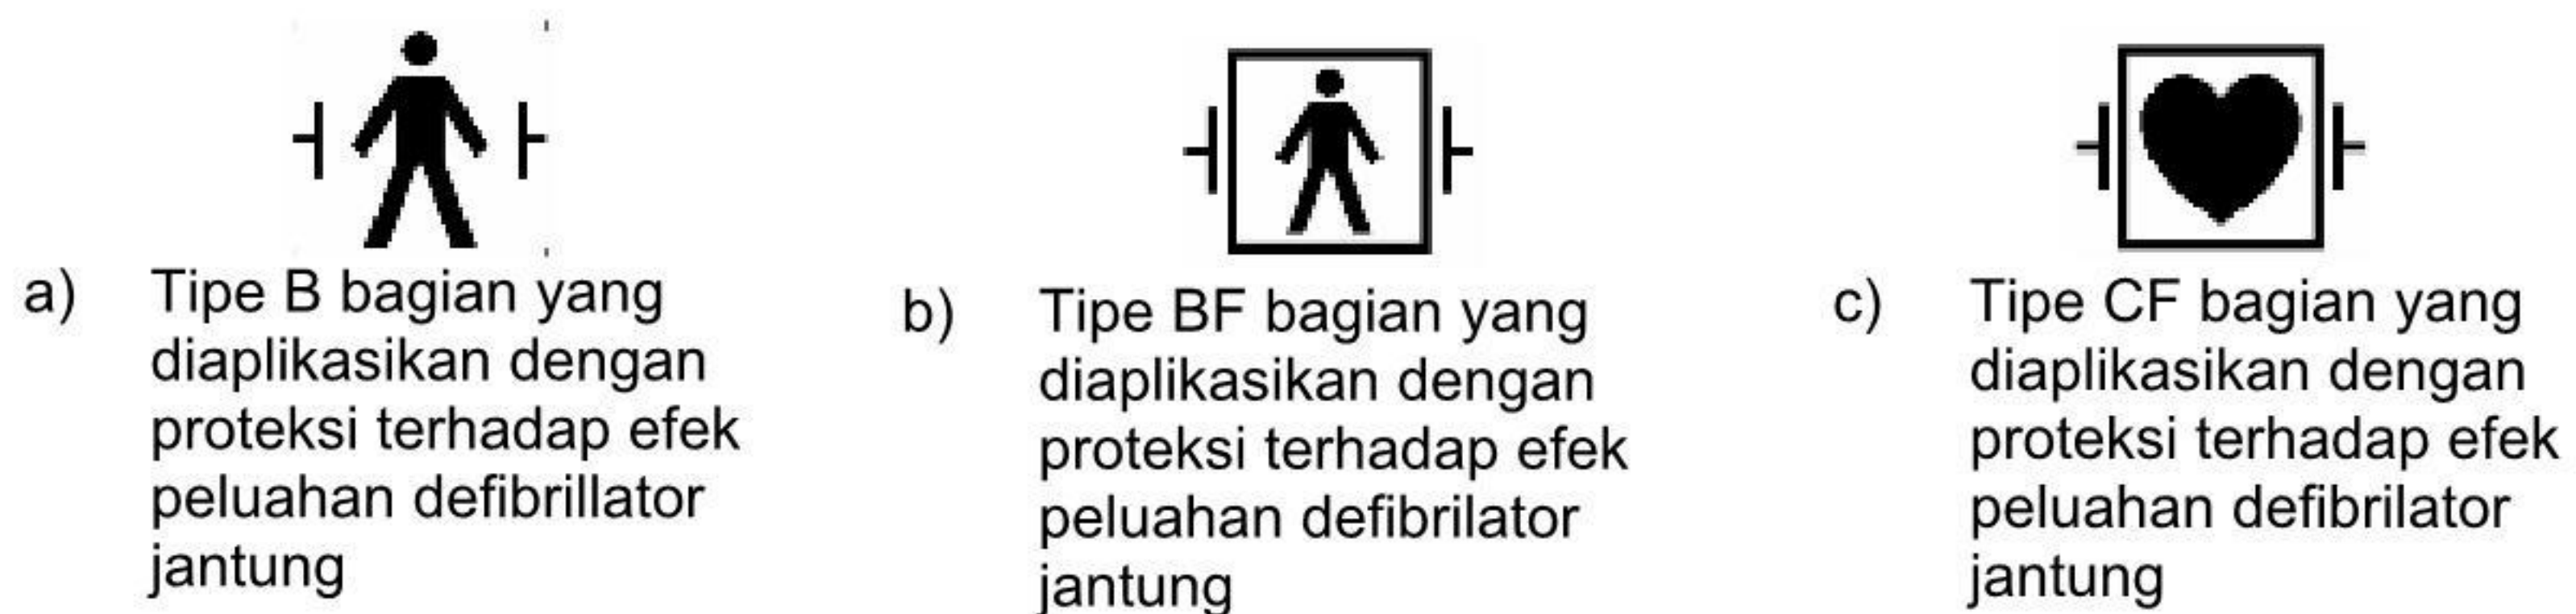 a) Tipe B bagian yang
diaplikasikan dengan
proteksi terhadap efek
peluahan defibrillator
jantung
b) Tipe BF bagian yang
diaplikasikan dengan
proteksi terhadap efek
peluahan defibrilator
jantung
c) Tipe CF bagian yang
diaplikasikan dengan
proteksi terhadap efek
peluahan defibrilator
jantung